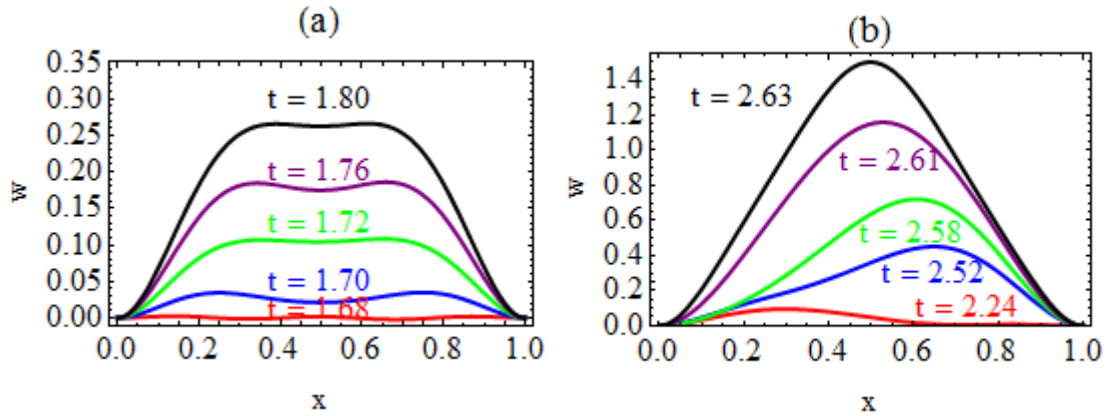 (a)
0.35
0.30
0.25
0.20
0.15
0.10
0.05
0.00
w
t = 1.80
t = 1.76
t = 1.72
t = 1.70
t = 1.68
0.0 0.2 0.4 0.6 0.8 1.0
x
(b)
1.4
1.2
1.0
0.8
0.6
0.4
0.2
0.0
w
t = 2.63
t = 2.61
t = 2.58
t = 2.52
t = 2.24
0.0 0.2 0.4 0.6 0.8 1.0
x